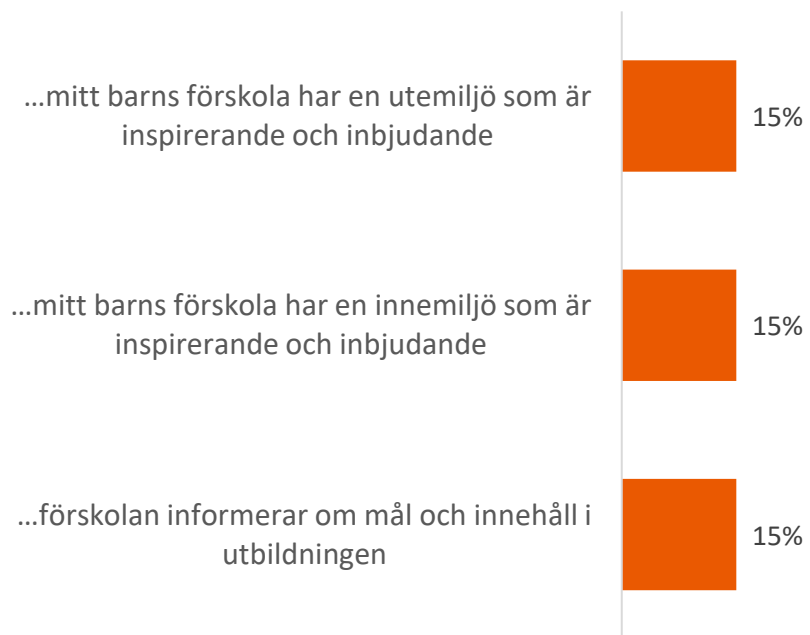 ...mitt barns förskola har en utemiljö som är
inspirerande och inbjudande
15%
...mitt barns förskola har en innemiljö som är
inspirerande och inbjudande
15%
...förskolan informerar om mål och innehåll i
utbildningen
15%